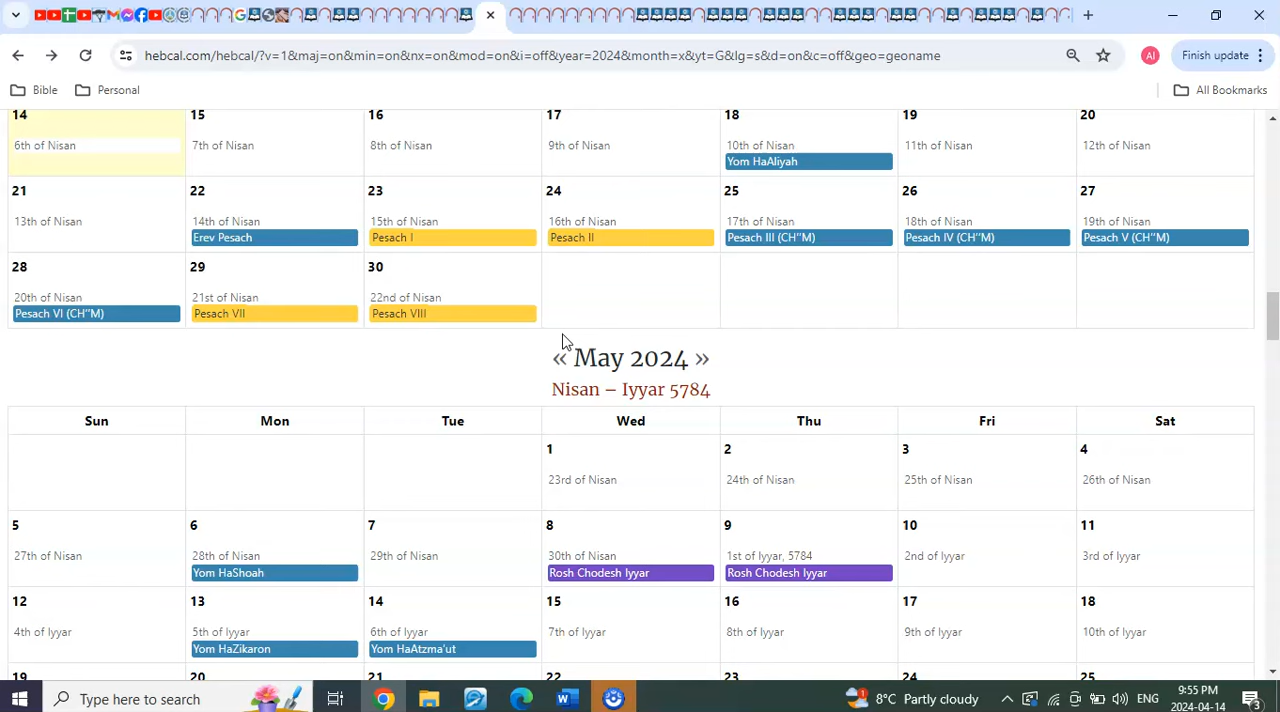 hebcal.com/hebcal/?v=1&maj=on&min=on&nx=on&mod=on&i=off&year=2024&month=x&yt=G&lg=s&d=on&c=off&geo=geoname
AI
Finish update
Bible
Personal
All Bookmarks
14 15 16 17 18 19 20
6th of Nisan 7th of Nisan 8th of Nisan 9th of Nisan 10th of Nisan 11th of Nisan 12th of Nisan
Yom HaAliyah
21 22 23 24 25 26 27
13th of Nisan 14th of Nisan 15th of Nisan 16th of Nisan 17th of Nisan 18th of Nisan 19th of Nisan
Erev Pesach Pesach I Pesach II Pesach III (CH''M) Pesach IV (CH''M) Pesach V (CH''M)
28 29 30
20th of Nisan 21st of Nisan 22nd of Nisan
Pesach VI (CH''M) Pesach VII Pesach VIII
« May 2024 »
Nisan – Iyyar 5784
Sun Mon Tue Wed Thu Fri Sat
1 2 3 4
23rd of Nisan 24th of Nisan 25th of Nisan 26th of Nisan
5 6 7 8 9 10 11
27th of Nisan 28th of Nisan 29th of Nisan 30th of Nisan 1st of Iyyar, 5784 2nd of Iyyar 3rd of Iyyar
Yom HaShoah Rosh Chodesh Iyyar Rosh Chodesh Iyyar
12 13 14 15 16 17 18
4th of Iyyar 5th of Iyyar 6th of Iyyar 7th of Iyyar 8th of Iyyar 9th of Iyyar 10th of Iyyar
Yom HaZikaron Yom HaAtzma'ut
19 20 21 22 23 24 25
Type here to search
8°C Partly cloudy
ENG
9:55 PM
2024-04-14
3